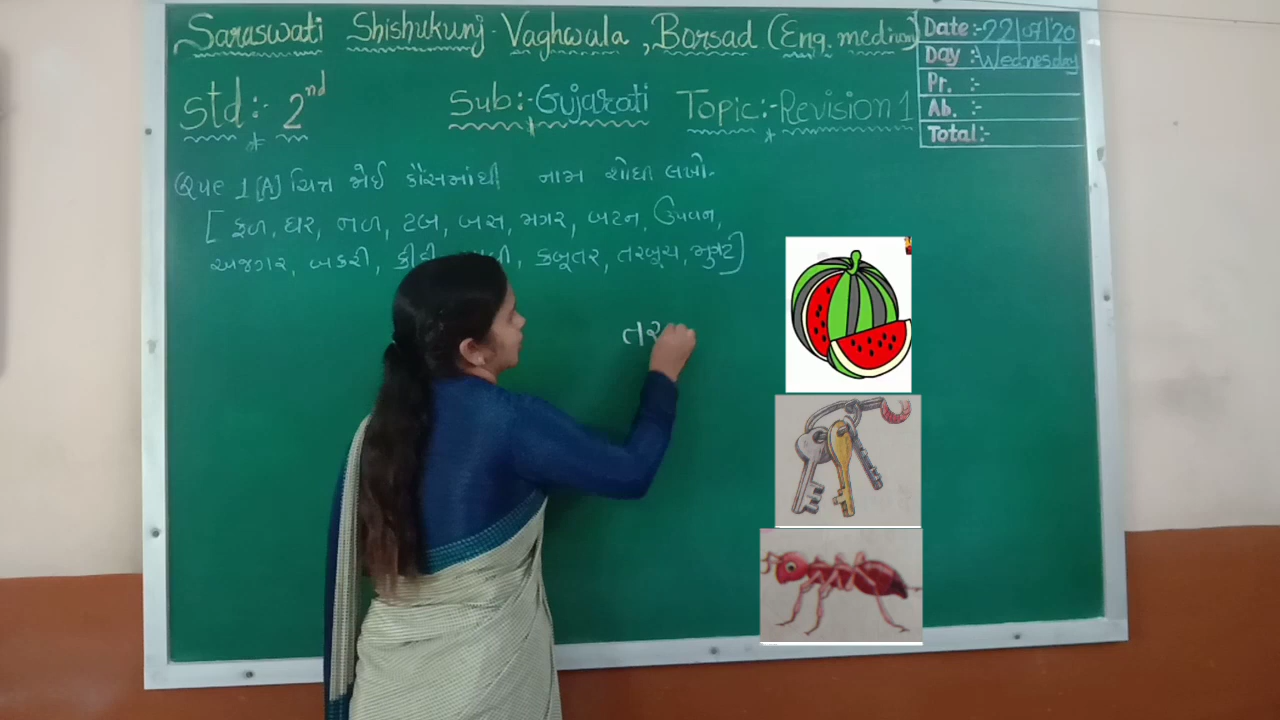 Saraswati Shishukunj - Vaghwala, Borsad (Eng. medium)
Date:- 22/07/20
Day :- Wednesday
Pr. :-
Ab. :-
Total:-
Std:- 2nd Sub:- Gujarati Topic:- Revision 1
Que 1 [A] ચિત્ર જોઈ કૌંસમાંથી નામ શોધી લખો.
[ ફળ, ઘર, નળ, ટબ, બસ, મગર, બટન, ઉપવન,
અજગર, બકરી, કીડી, કબૂતર, તરબૂચ, મુગટ]
તર